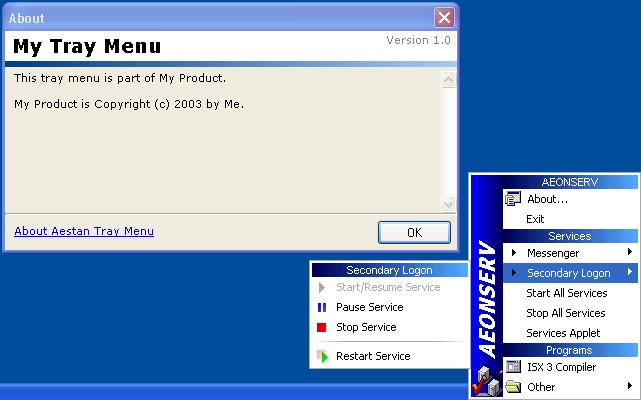 About
My Tray Menu
Version 1.0
This tray menu is part of My Product.
My Product is Copyright (c) 2003 by Me.
About Aestan Tray Menu
OK
Secondary Logon
Start/Resume Service
Pause Service
Stop Service
Restart Service
AEONSERV
AEONSERV
About...
Exit
Services
Messenger
Secondary Logon
Start All Services
Stop All Services
Services Applet
Programs
ISX 3 Compiler
Other